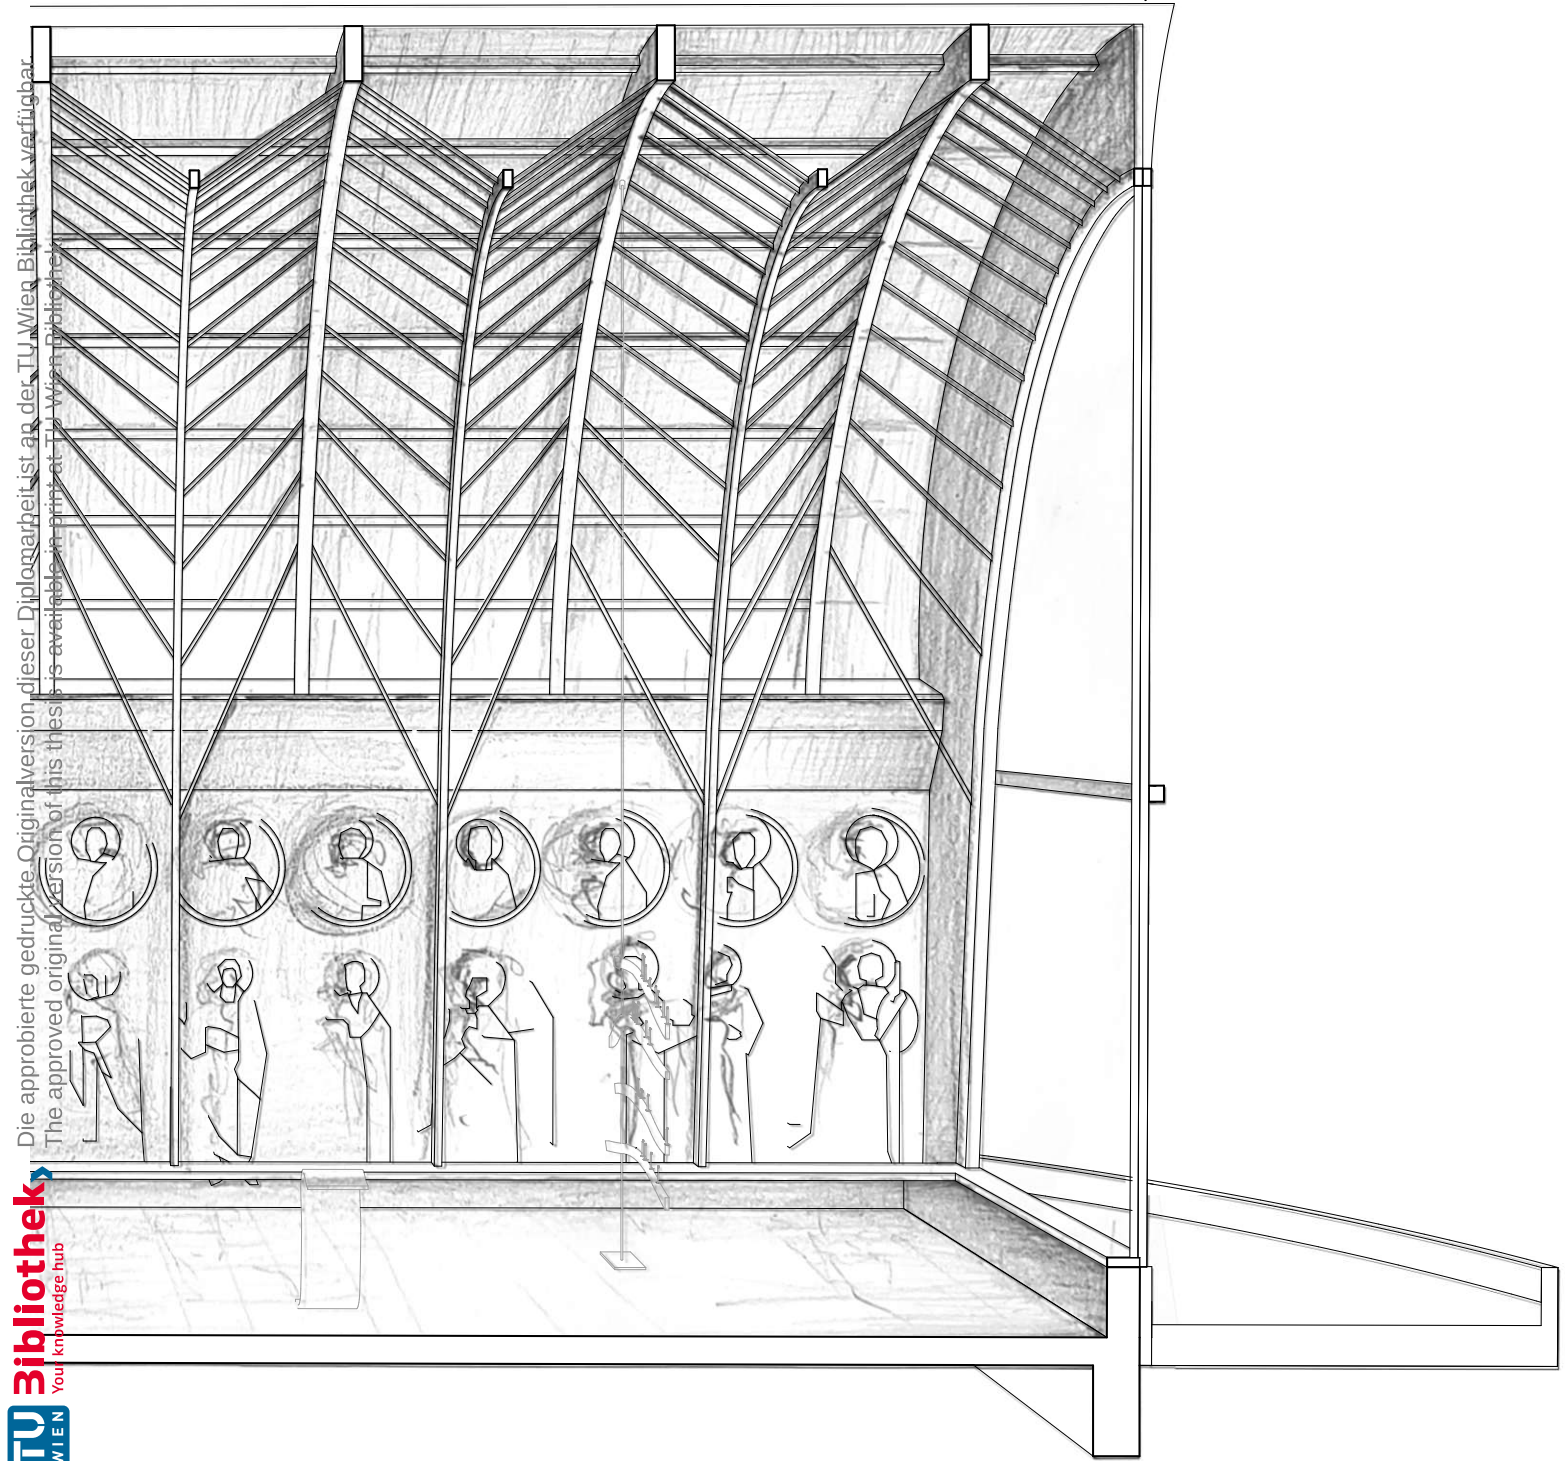 Die approbierte gedruckte Originalversion dieser Diplomarbeit ist an der TU Wien Bibliothek verfügbar.
The approved original version of this thesis is available in print at TU Wien Bibliothek.
Bibliothek
Your knowledge hub
TU
WIEN